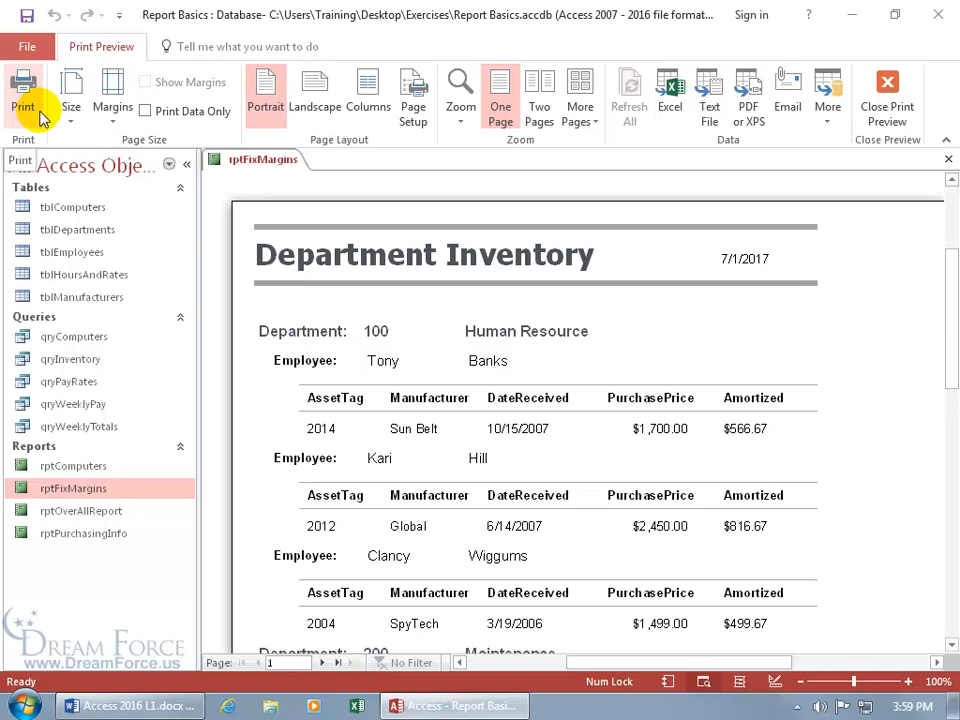 Report Basics : Database- C:\Users\Training\Desktop\Exercises\Report Basics.accdb (Access 2007 - 2016 file format...
Sign in
?
File
Print Preview
Tell me what you want to do
Print
Size
Margins
Show Margins
Print Data Only
Portrait
Landscape
Columns
Page Setup
Zoom
One Page
Two Pages
More Pages
Refresh All
Excel
Text File
PDF or XPS
Email
More
Close Print Preview
Print
Page Size
Page Layout
Zoom
Data
Close Preview
Print
Access Obje...
rptFixMargins
Tables
tblComputers
tblDepartments
tblEmployees
tblHoursAndRates
tblManufacturers
Queries
qryComputers
qryInventory
qryPayRates
qryWeeklyPay
qryWeeklyTotals
Reports
rptComputers
rptFixMargins
rptOverAllReport
rptPurchasingInfo
DREAM FORCE
www.DreamForce.us
Department Inventory
7/1/2017
Department: 100 Human Resource
Employee: Tony Banks
AssetTag Manufacturer DateReceived PurchasePrice Amortized
2014 Sun Belt 10/15/2007 $1,700.00 $566.67
Employee: Kari Hill
AssetTag Manufacturer DateReceived PurchasePrice Amortized
2012 Global 6/14/2007 $2,450.00 $816.67
Employee: Clancy Wiggums
AssetTag Manufacturer DateReceived PurchasePrice Amortized
2004 SpyTech 3/19/2006 $1,499.00 $499.67
Department: 200 Maintenance
Page: 1
No Filter
Ready
Num Lock
100%
Access 2016 L1.docx ...
Access - Report Basi...
3:59 PM